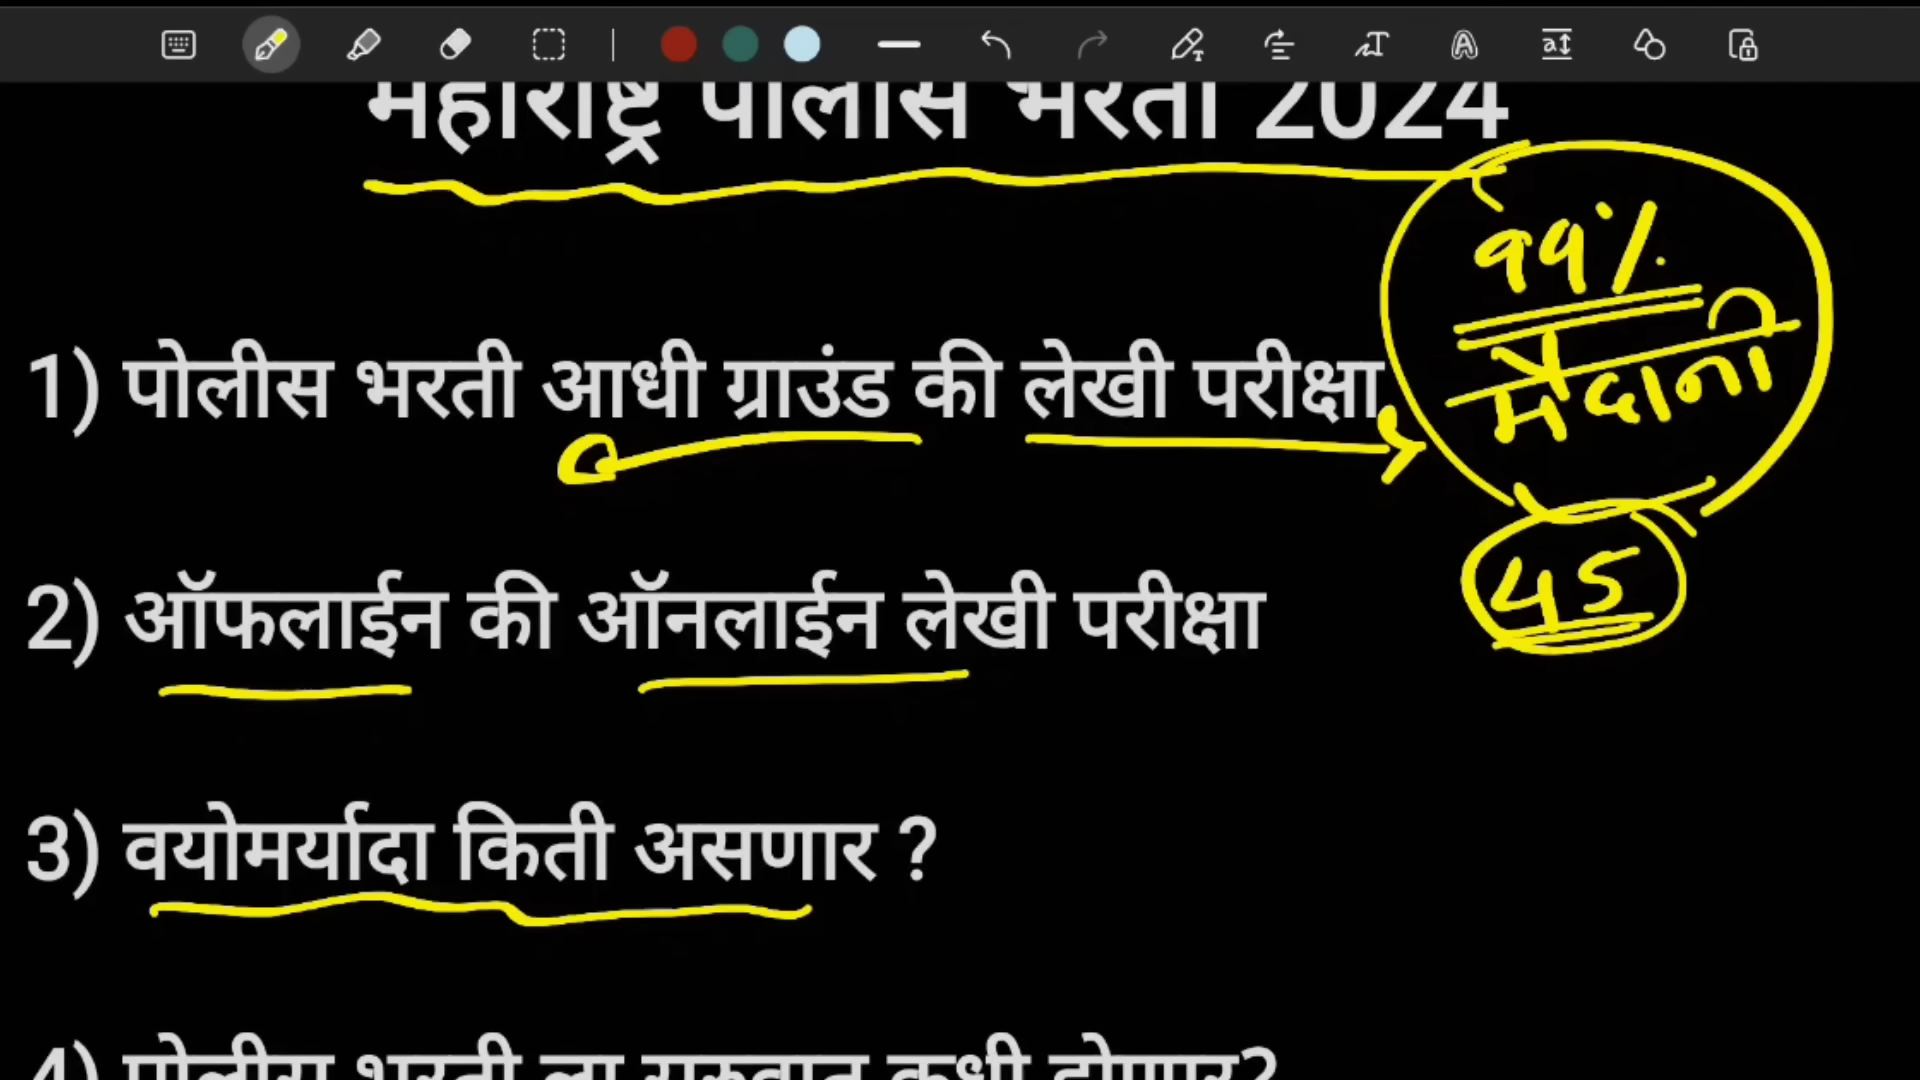 महाराष्ट्र पोलीस भरती 2024
99%
मैदानी
1) पोलीस भरती आधी ग्राउंड की लेखी परीक्षा
45
2) ऑफलाईन की ऑनलाईन लेखी परीक्षा
3) वयोमर्यादा किती असणार ?
4) पोलीस भरती ला सुरुवात कधी होणार?